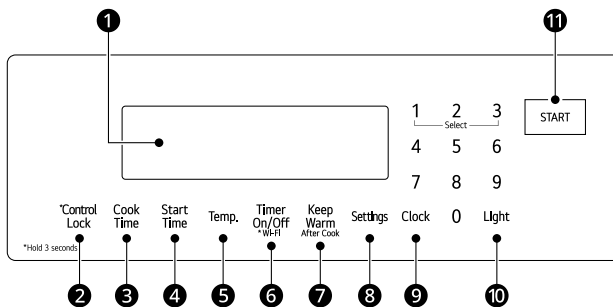 1
11
1 2 3
Select
START
4 5 6
7 8 9
*Control Lock
Cook Time
Start Time
Temp.
Timer On/Off
*Wi-Fi
Keep Warm
After Cook
Settings
Clock
0
Light
*Hold 3 seconds
2 3 4 5 6 7 8 9 10